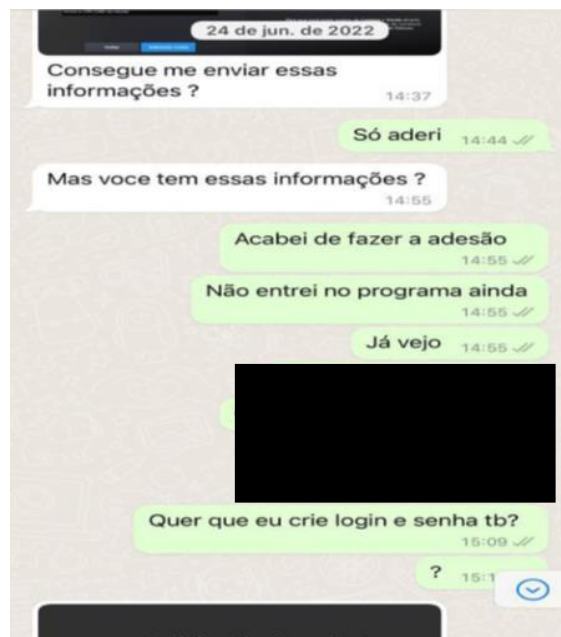 24 de jun. de 2022
Consegue me enviar essas
informações ?
14:37
Só aderi
14:44
Mas voce tem essas informações ?
14:55
Acabei de fazer a adesão
14:55
Não entrei no programa ainda
14:55
Já vejo
14:55
Quer que eu crie login e senha tb?
15:09
?